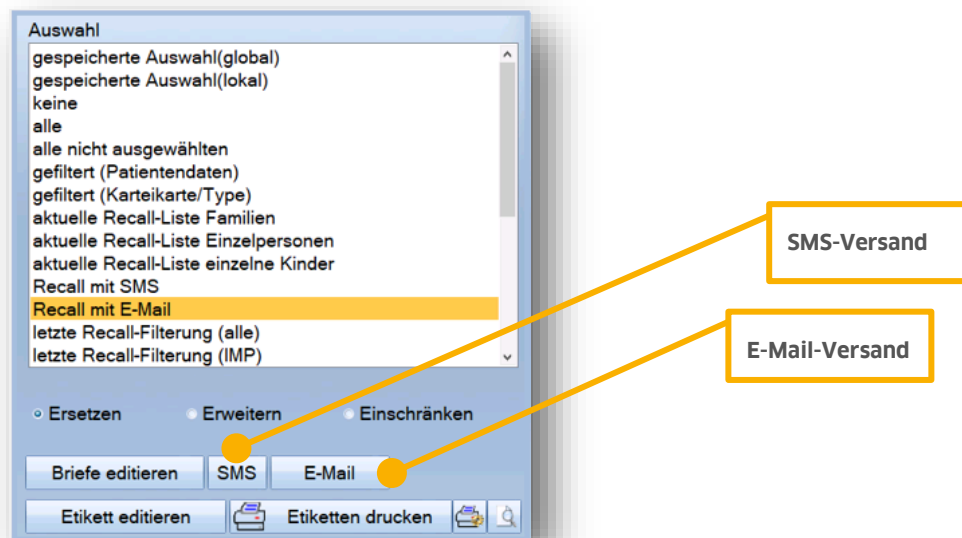 Auswahl
gespeicherte Auswahl(global)
gespeicherte Auswahl(lokal)
keine
alle
alle nicht ausgewählten
gefiltert (Patientendaten)
gefiltert (Karteikarte/Type)
aktuelle Recall-Liste Familien
aktuelle Recall-Liste Einzelpersonen
aktuelle Recall-Liste einzelne Kinder
Recall mit SMS
Recall mit E-Mail
letzte Recall-Filterung (alle)
letzte Recall-Filterung (IMP)
Ersetzen Erweitern Einschränken
Briefe editieren SMS E-Mail
Etikett editieren Etiketten drucken
SMS-Versand
E-Mail-Versand